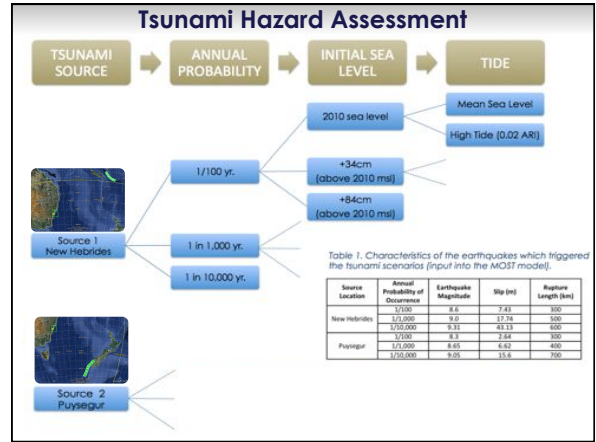 Tsunami Hazard Assessment
TSUNAMI
SOURCE
ANNUAL
PROBABILITY
INITIAL SEA
LEVEL
TIDE
2010 sea level
Mean Sea Level
High Tide (0.02 ARI)
1/100 yr.
+34cm
(above 2010 msl)
+84cm
(above 2010 msl)
Source 1
New Hebrides
1 in 1,000 yr.
1 in 10,000 yr.
Table 1. Characteristics of the earthquakes which triggered
the tsunami scenarios (input into the MOST model).
Source
Location
Annual
Probability of
Occurrence
Earthquake
Magnitude
Slip (m)
Rupture
Length (km)
New Hebrides
1/100 8.6 7.43 300
1/1,000 9.0 17.74 500
1/10,000 9.31 43.13 600
Puysegur
1/100 8.3 2.64 300
1/1,000 8.65 6.62 400
1/10,000 9.05 15.6 700
Source 2
Puysegur